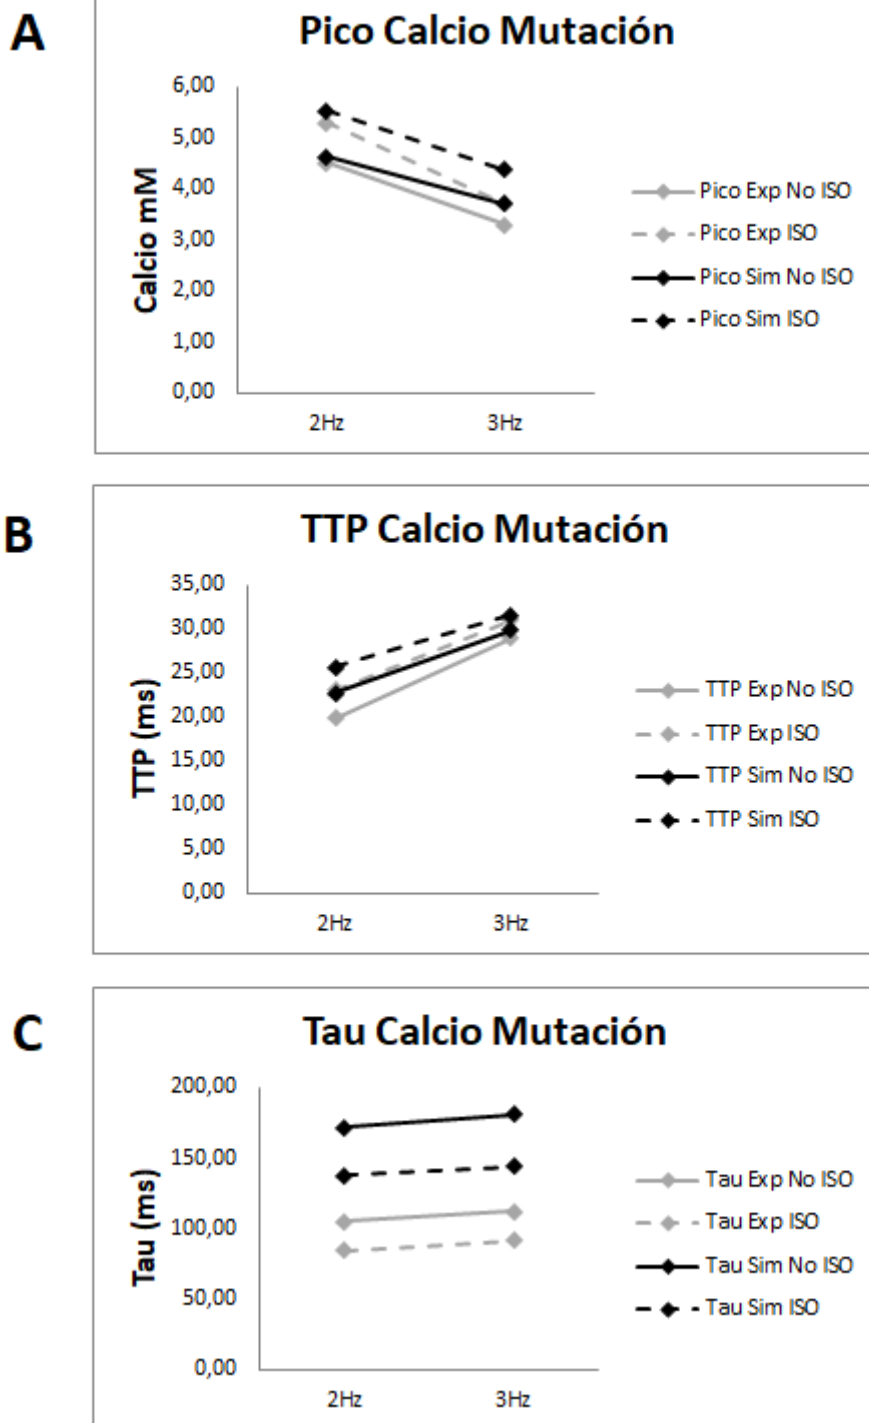 A
Pico Calcio Mutación
6,00
5,00
4,00
3,00
2,00
1,00
0,00
Calcio mM
2Hz
3Hz
Pico Exp No ISO
Pico Exp ISO
Pico Sim No ISO
Pico Sim ISO
B
TTP Calcio Mutación
35,00
30,00
25,00
20,00
15,00
10,00
5,00
0,00
TTP (ms)
2Hz
3Hz
TTP Exp No ISO
TTP Exp ISO
TTP Sim No ISO
TTP Sim ISO
C
Tau Calcio Mutación
200,00
150,00
100,00
50,00
0,00
Tau (ms)
2Hz
3Hz
Tau Exp No ISO
Tau Exp ISO
Tau Sim No ISO
Tau Sim ISO